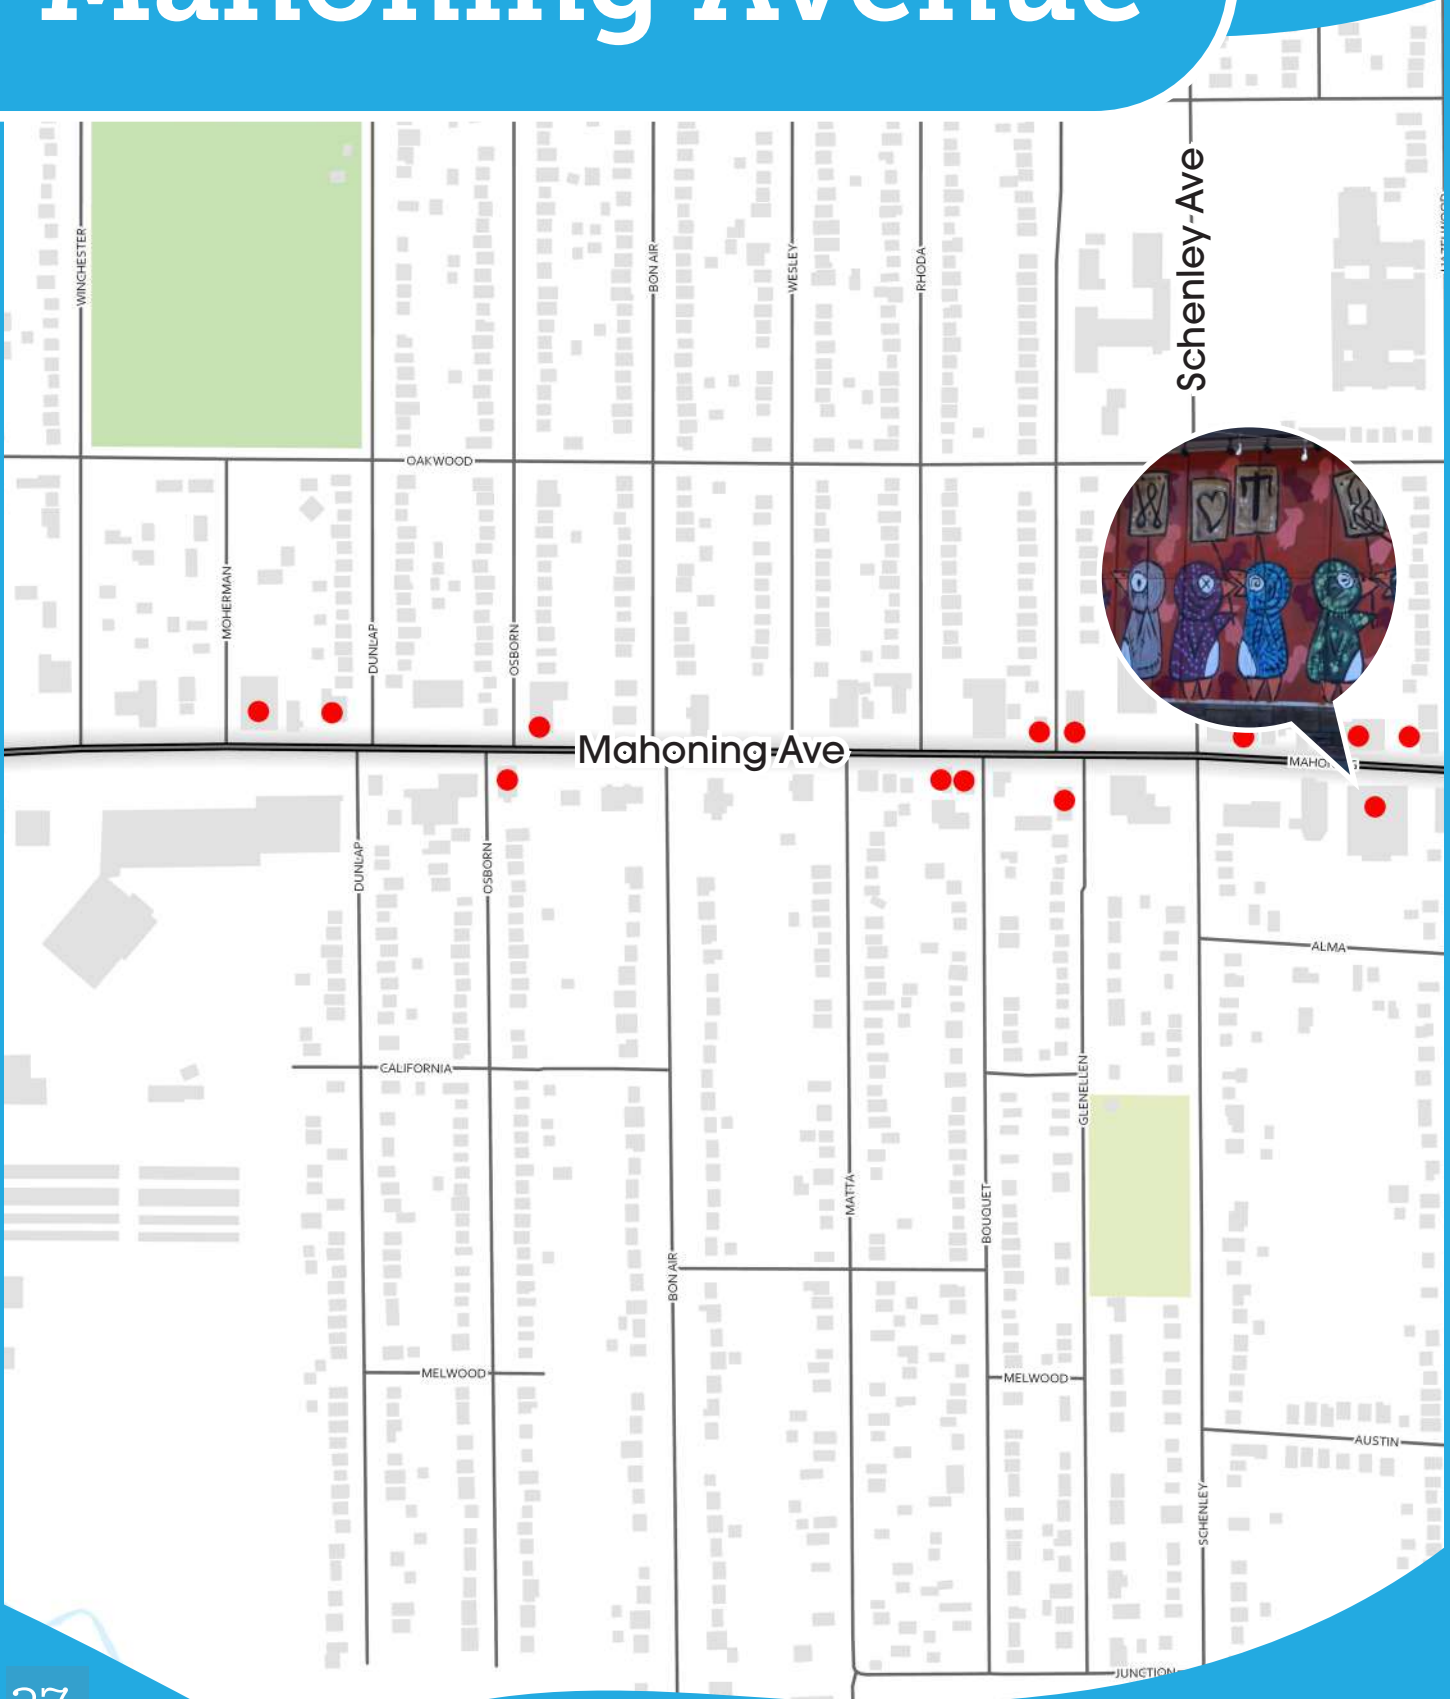 Mahoning Avenue
Schenley Ave
WINCHESTER
BON AIR
WESLEY
RHODA
OAKWOOD
MOHERMAN
DUNLAP
OSBORN
T
Mahoning Ave
DUNLAP
OSBORN
ALMA
CALIFORNIA
GLENELLEN
MATTA
BOUQUET
BON AIR
MELWOOD
MELWOOD
AUSTIN
SCHENLEY
JUNCTION
27